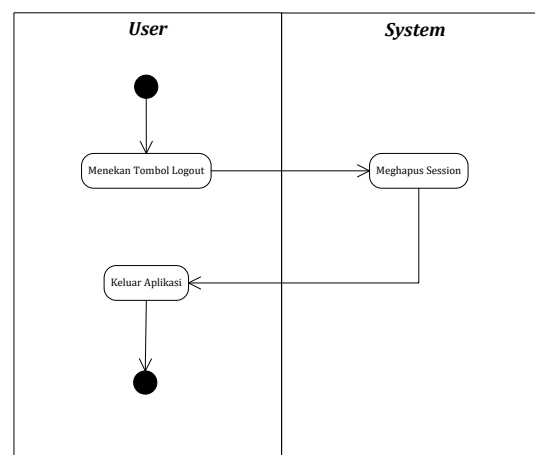 User
System
Menekan Tombol Logout
Meghapus Session
Keluar Aplikasi